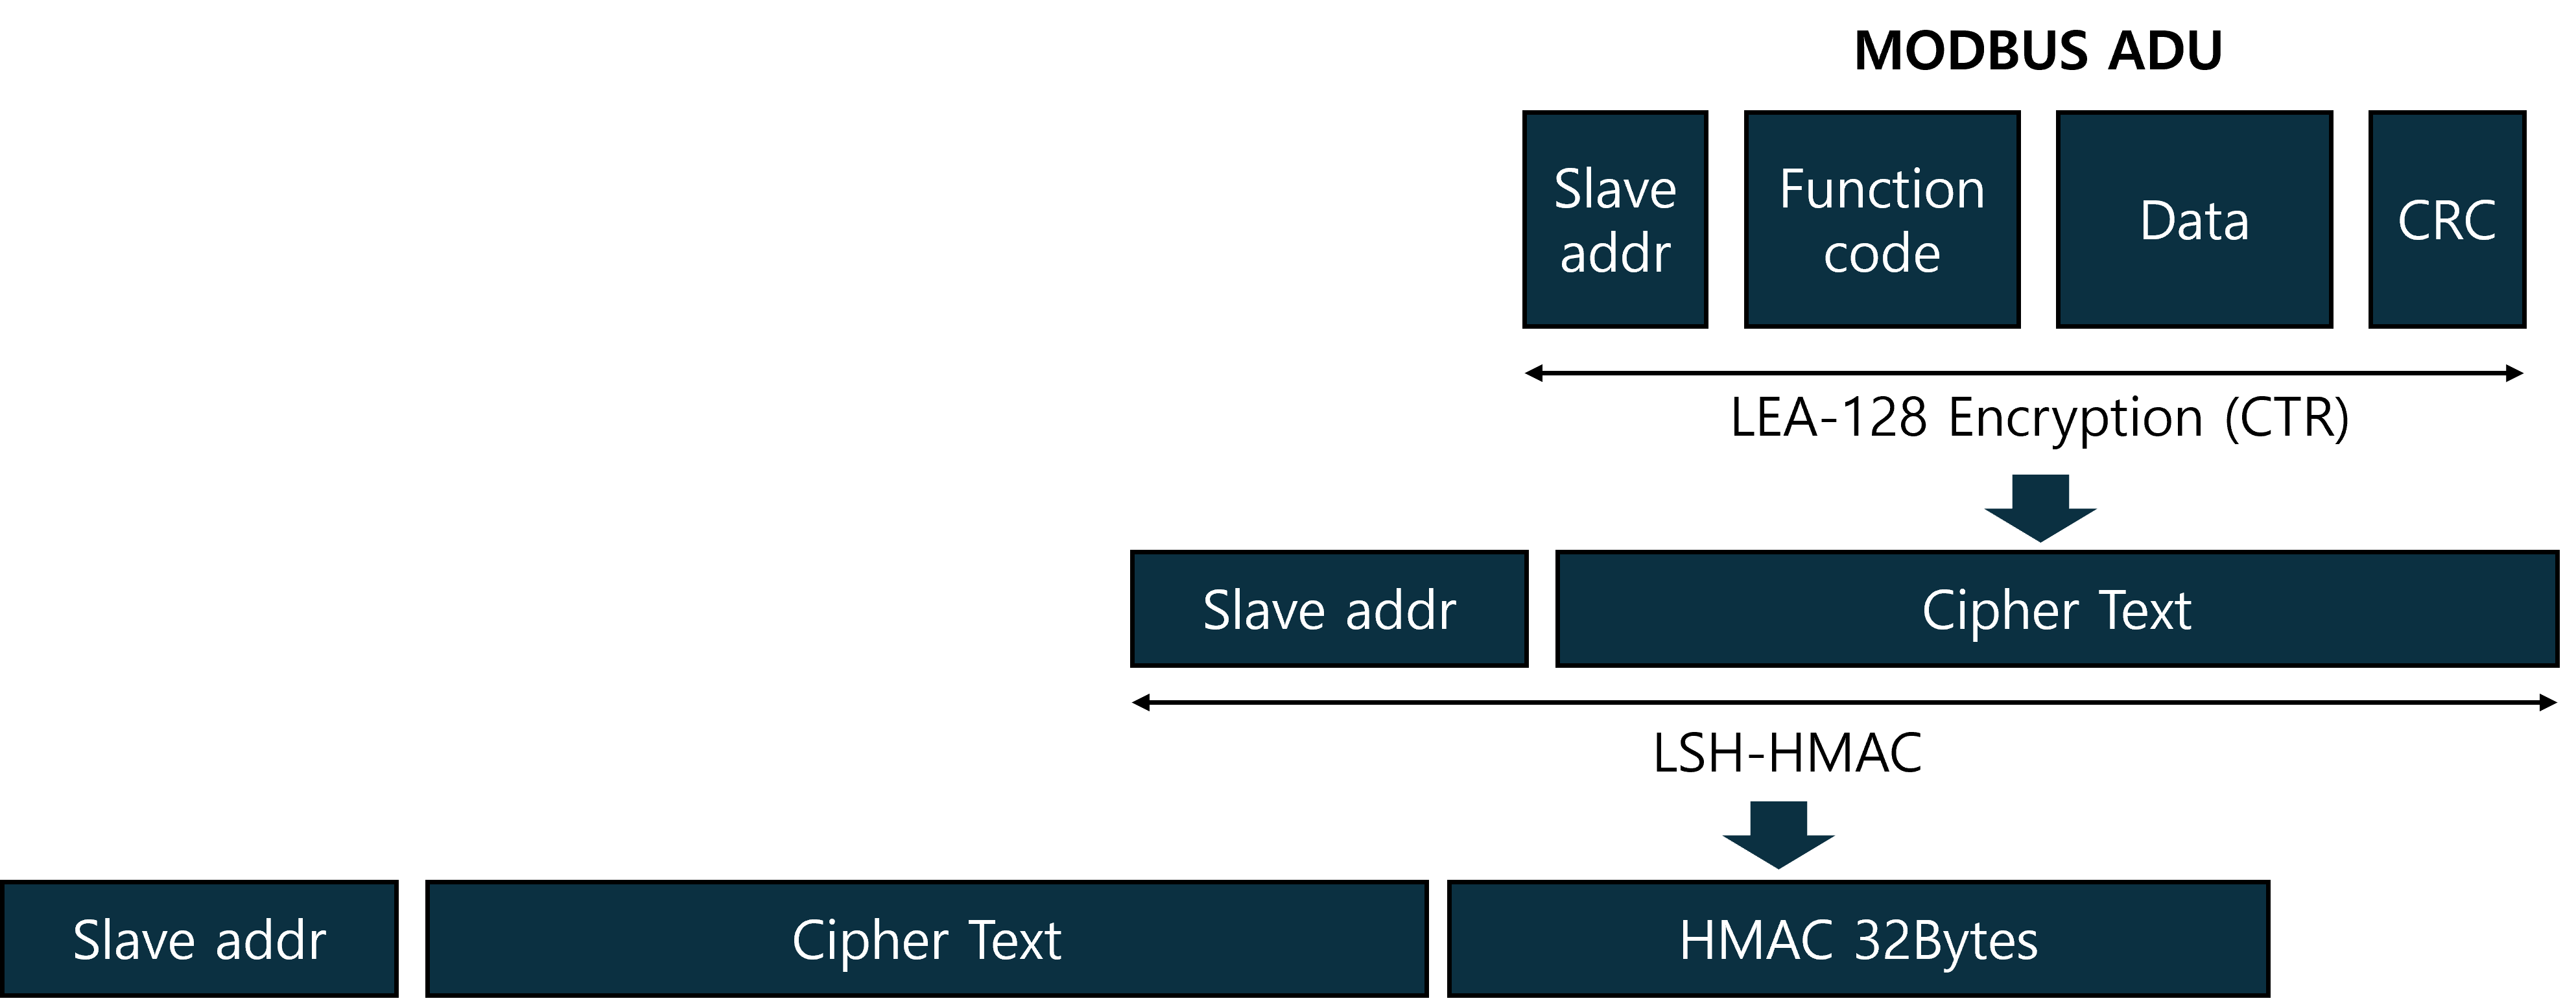 MODBUS ADU
Slave
addr
Function
code
Data
CRC
LEA-128 Encryption (CTR)
Slave addr
Cipher Text
LSH-HMAC
Slave addr
Cipher Text
HMAC 32Bytes